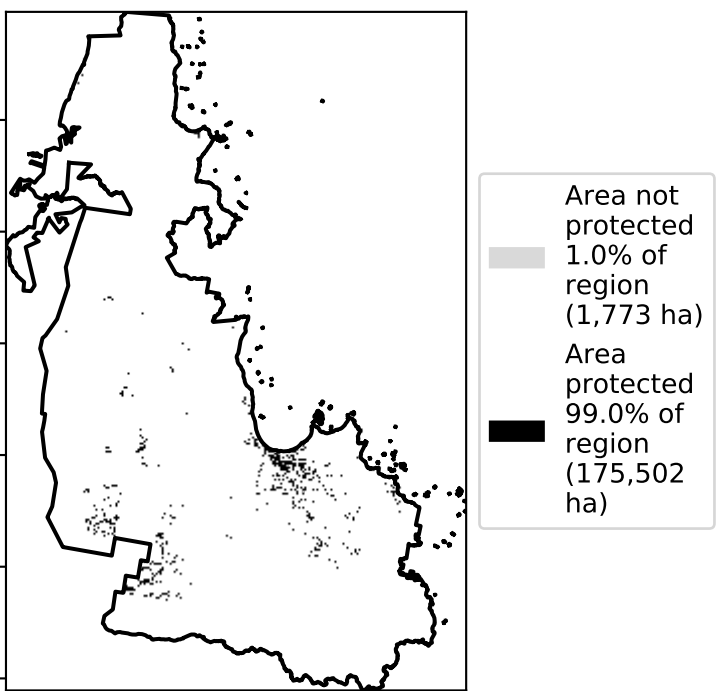 Area not
protected
1.0% of
region
(1,773 ha)
Area
protected
99.0% of
region
(175,502
ha)